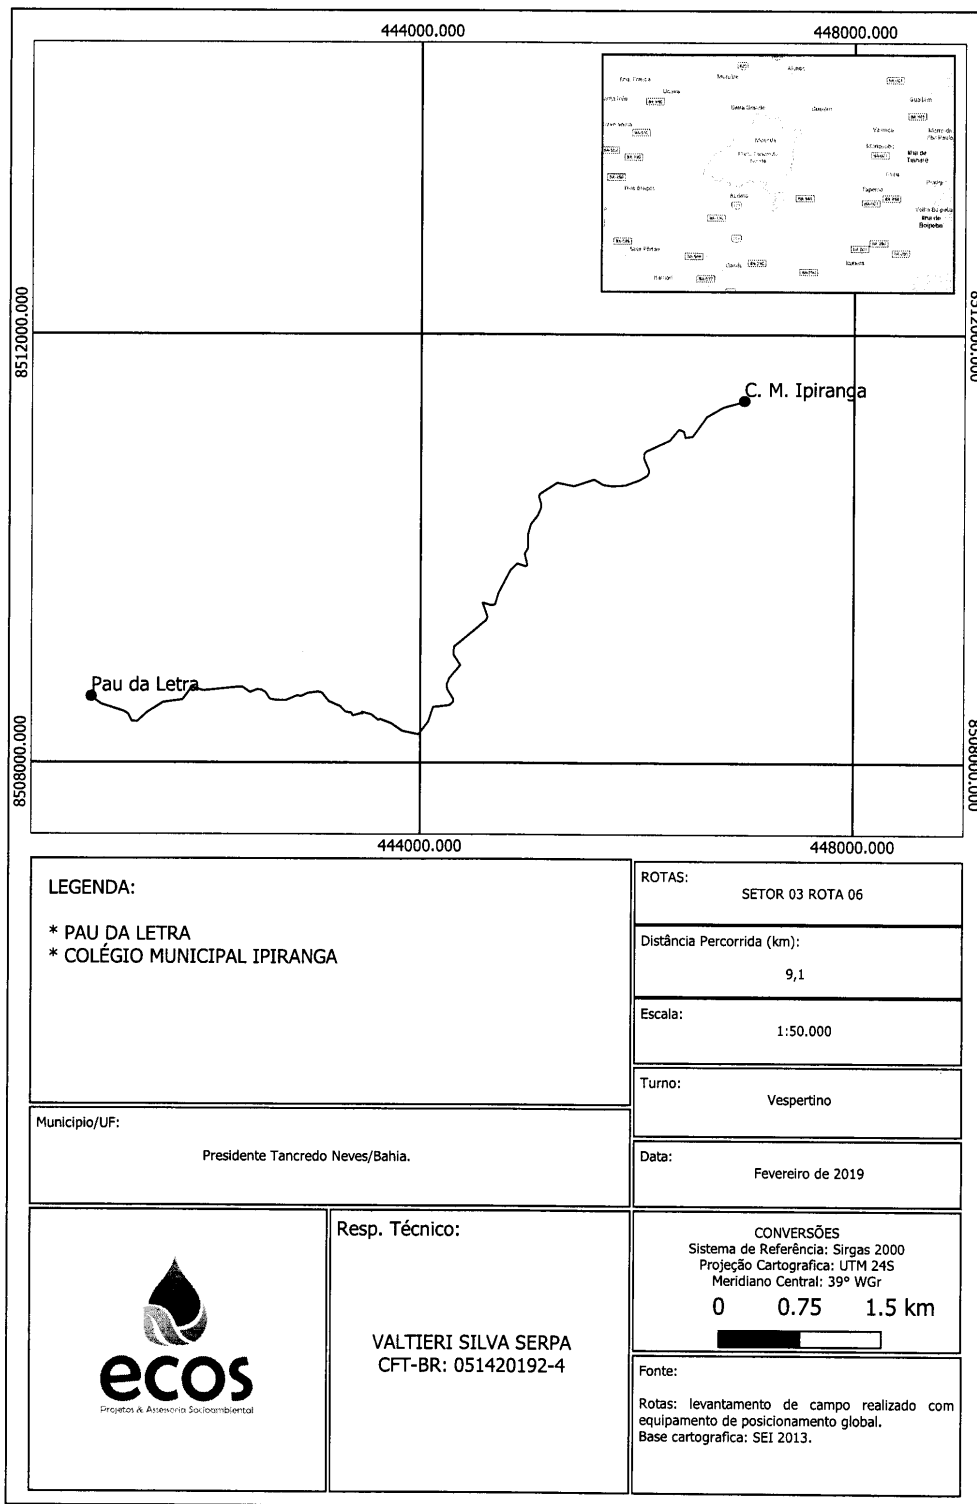 444000.000
448000.000
8512000.000
8512000.000
C. M. Ipiranga
Pau da Letra
8508000.000
8508000.000
444000.000
448000.000
LEGENDA:
* PAU DA LETRA
* COLÉGIO MUNICIPAL IPIRANGA
ROTAS:
SETOR 03 ROTA 06
Distância Percorrida (km):
9,1
Escala:
1:50.000
Turno:
Vespertino
Municipio/UF:
Presidente Tancredo Neves/Bahia.
Data:
Fevereiro de 2019
ecos
Projetos & Assessoria Socioambiental
Resp. Técnico:
VALTIERI SILVA SERPA
CFT-BR: 051420192-4
CONVERSÕES
Sistema de Referência: Sirgas 2000
Projeção Cartografica: UTM 24S
Meridiano Central: 39º WGr
0 0.75 1.5 km
Fonte:
Rotas: levantamento de campo realizado com
equipamento de posicionamento global.
Base cartografica: SEI 2013.